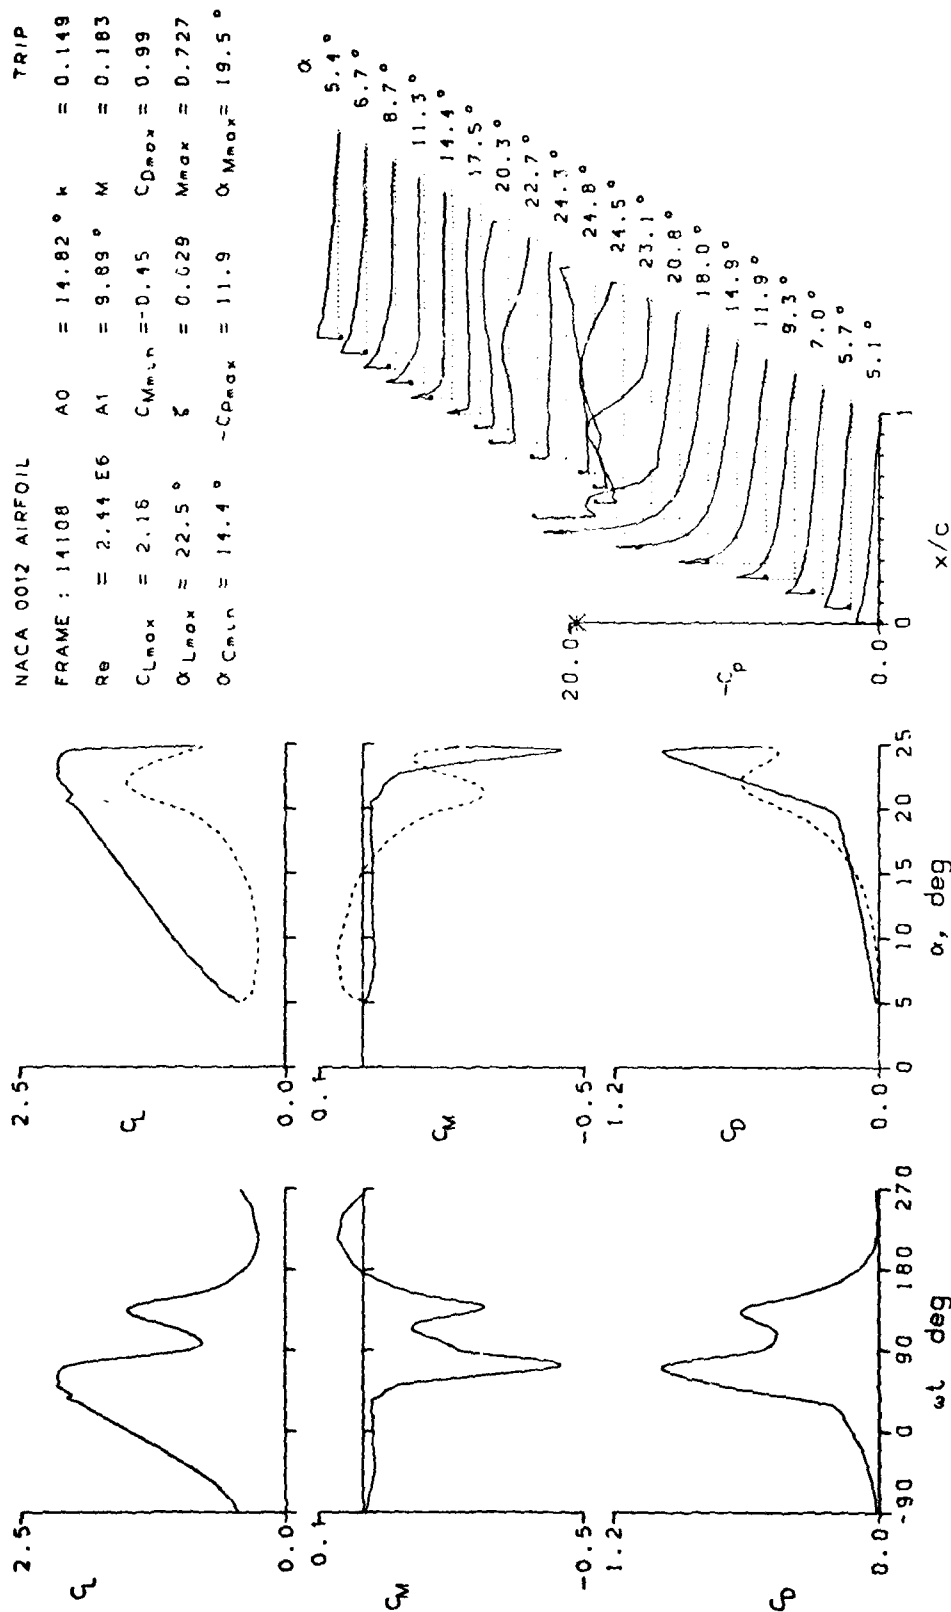 NACA 0012 AIRFOIL TRIP
FRAME : 14108 A0 = 14.82 ° k = 0.149
Re = 2.44 E6 A1 = 9.89 ° M = 0.183
CLmax = 2.16 CMmin =-0.45 CDmax = 0.99
αLmax = 22.5 ° ζ = 0.029 Mmax = 0.727
αCmin = 14.4 ° -CPmax = 11.9 αMmax = 19.5 °
2.5
CL
0.0
0.1
CM
-0.5
1.2
CD
0.0
-90 0 90 180 270
ωt deg
2.5
CL
0.0
0.1
CM
-0.5
1.2
CD
0.0
0 5 10 15 20 25
α, deg
α
5.4 °
6.7 °
8.7 °
11.3 °
14.4 °
17.5 °
20.3 °
22.7 °
24.3 °
24.8 °
24.5 °
23.1 °
20.8 °
18.0 °
14.9 °
11.9 °
9.3 °
7.0 °
5.7 °
5.1 °
20.0
-Cp
0.0
0 1
x/c